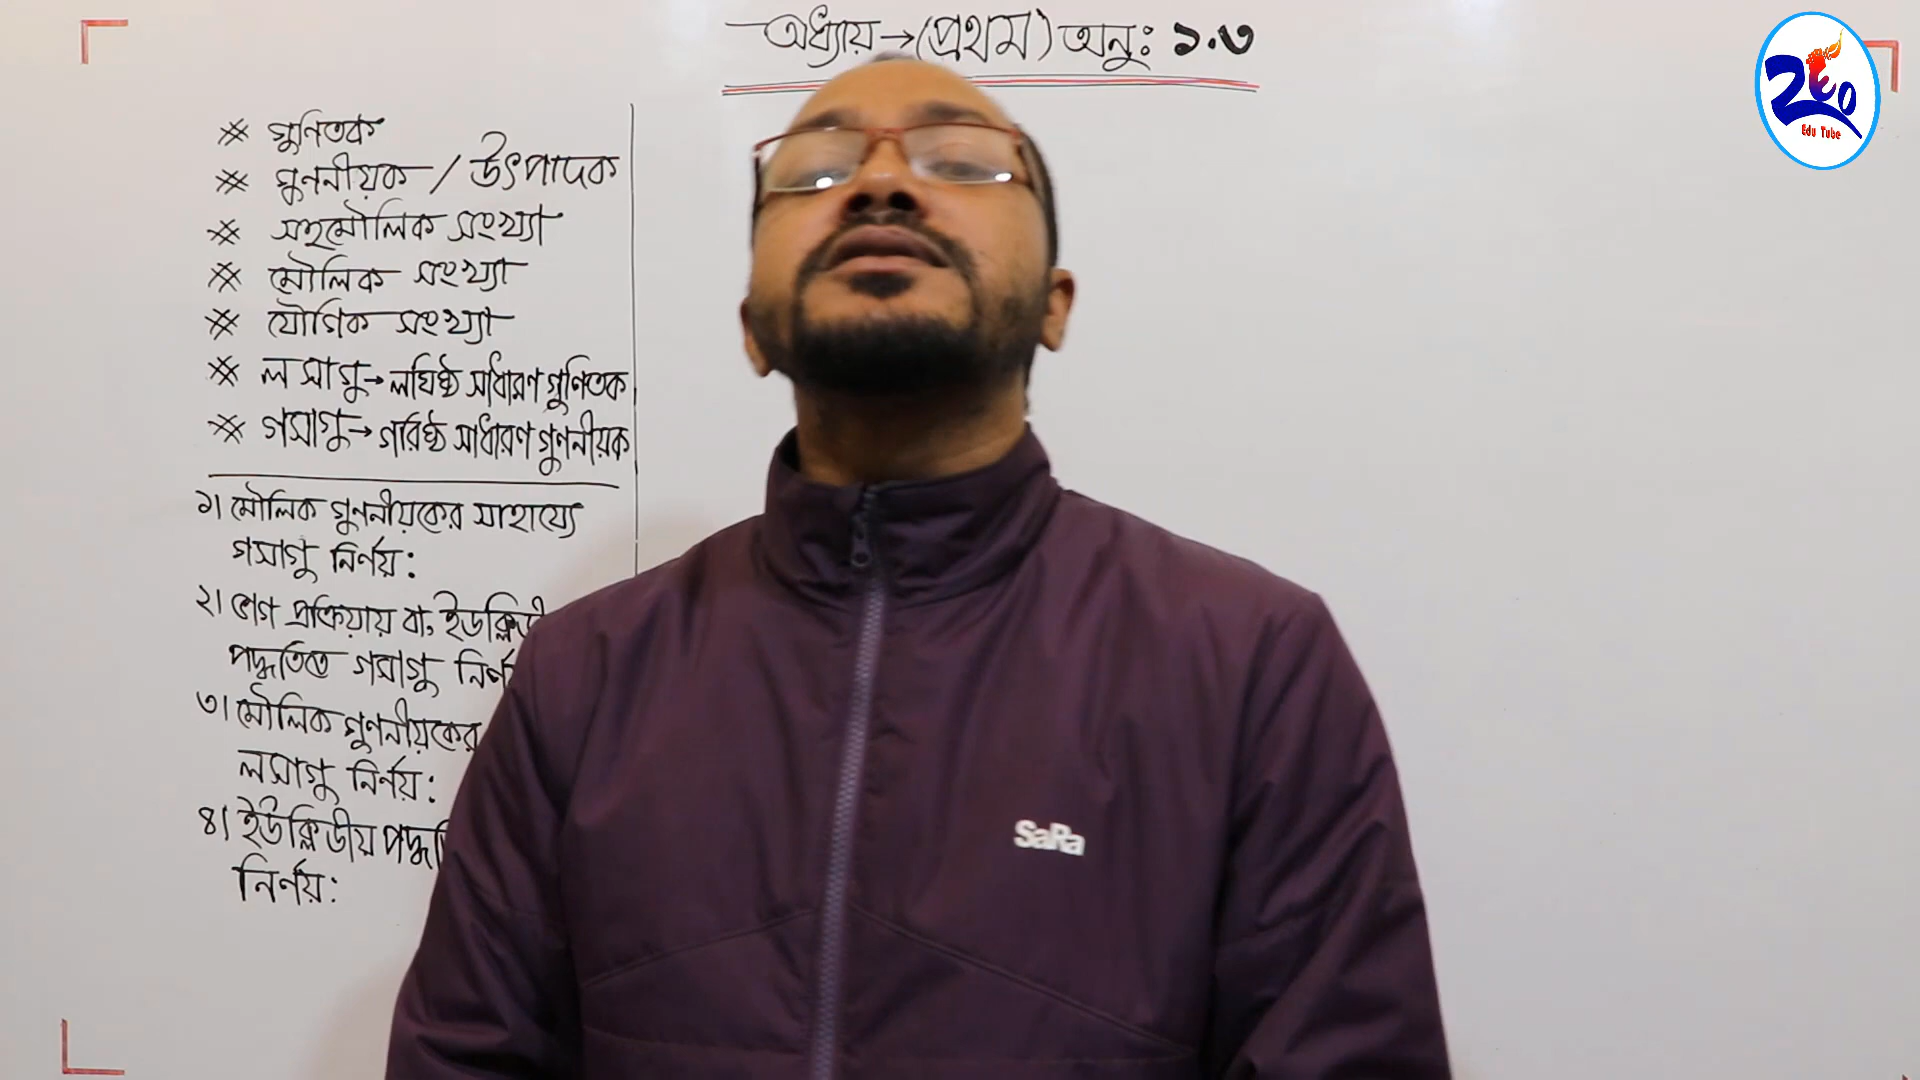 অধ্যায় → (প্রথম) অনু: ১.৩
2Eo
Edu Tube
※ গুণিতক
※ গুণনীয়ক / উৎপাদক
※ সহমৌলিক সংখ্যা
※ মৌলিক সংখ্যা
※ যৌগিক সংখ্যা
※ ল সাগু → লঘিষ্ঠ সাধারণ গুণিতক
※ গসাগু → গরিষ্ঠ সাধারণ গুণনীয়ক
১। মৌলিক গুণনীয়কের সাহায্যে
গসাগু নির্ণয়:
২। ভাগ প্রক্রিয়ায় বা, ইউক্লিডী
পদ্ধতিতে গসাগু নির্ণ
৩। মৌলিক গুণনীয়কের
লসাগু নির্ণয়:
৪। ইউক্লিডীয় পদ্ধতি
নির্ণয়:
SaRa